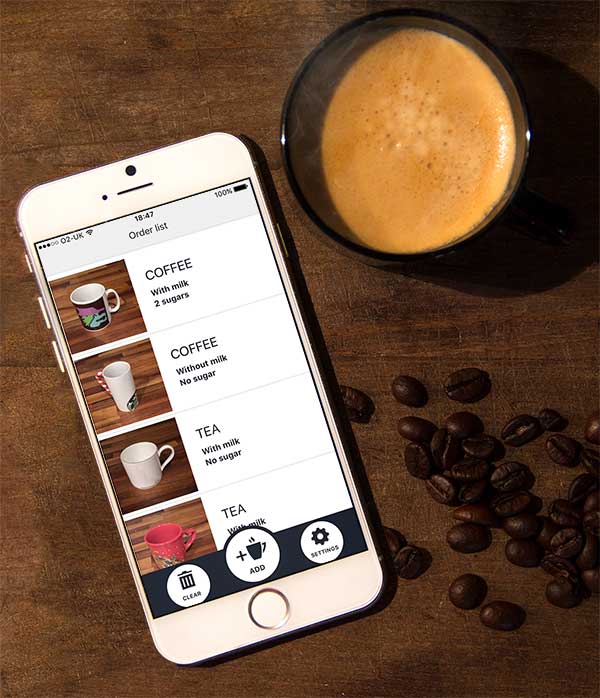 O2-UK
18:47
100%
Order list
COFFEE
With milk
2 sugars
COFFEE
Without milk
No sugar
TEA
With milk
No sugar
TEA
With milk
CLEAR
ADD
SETTINGS